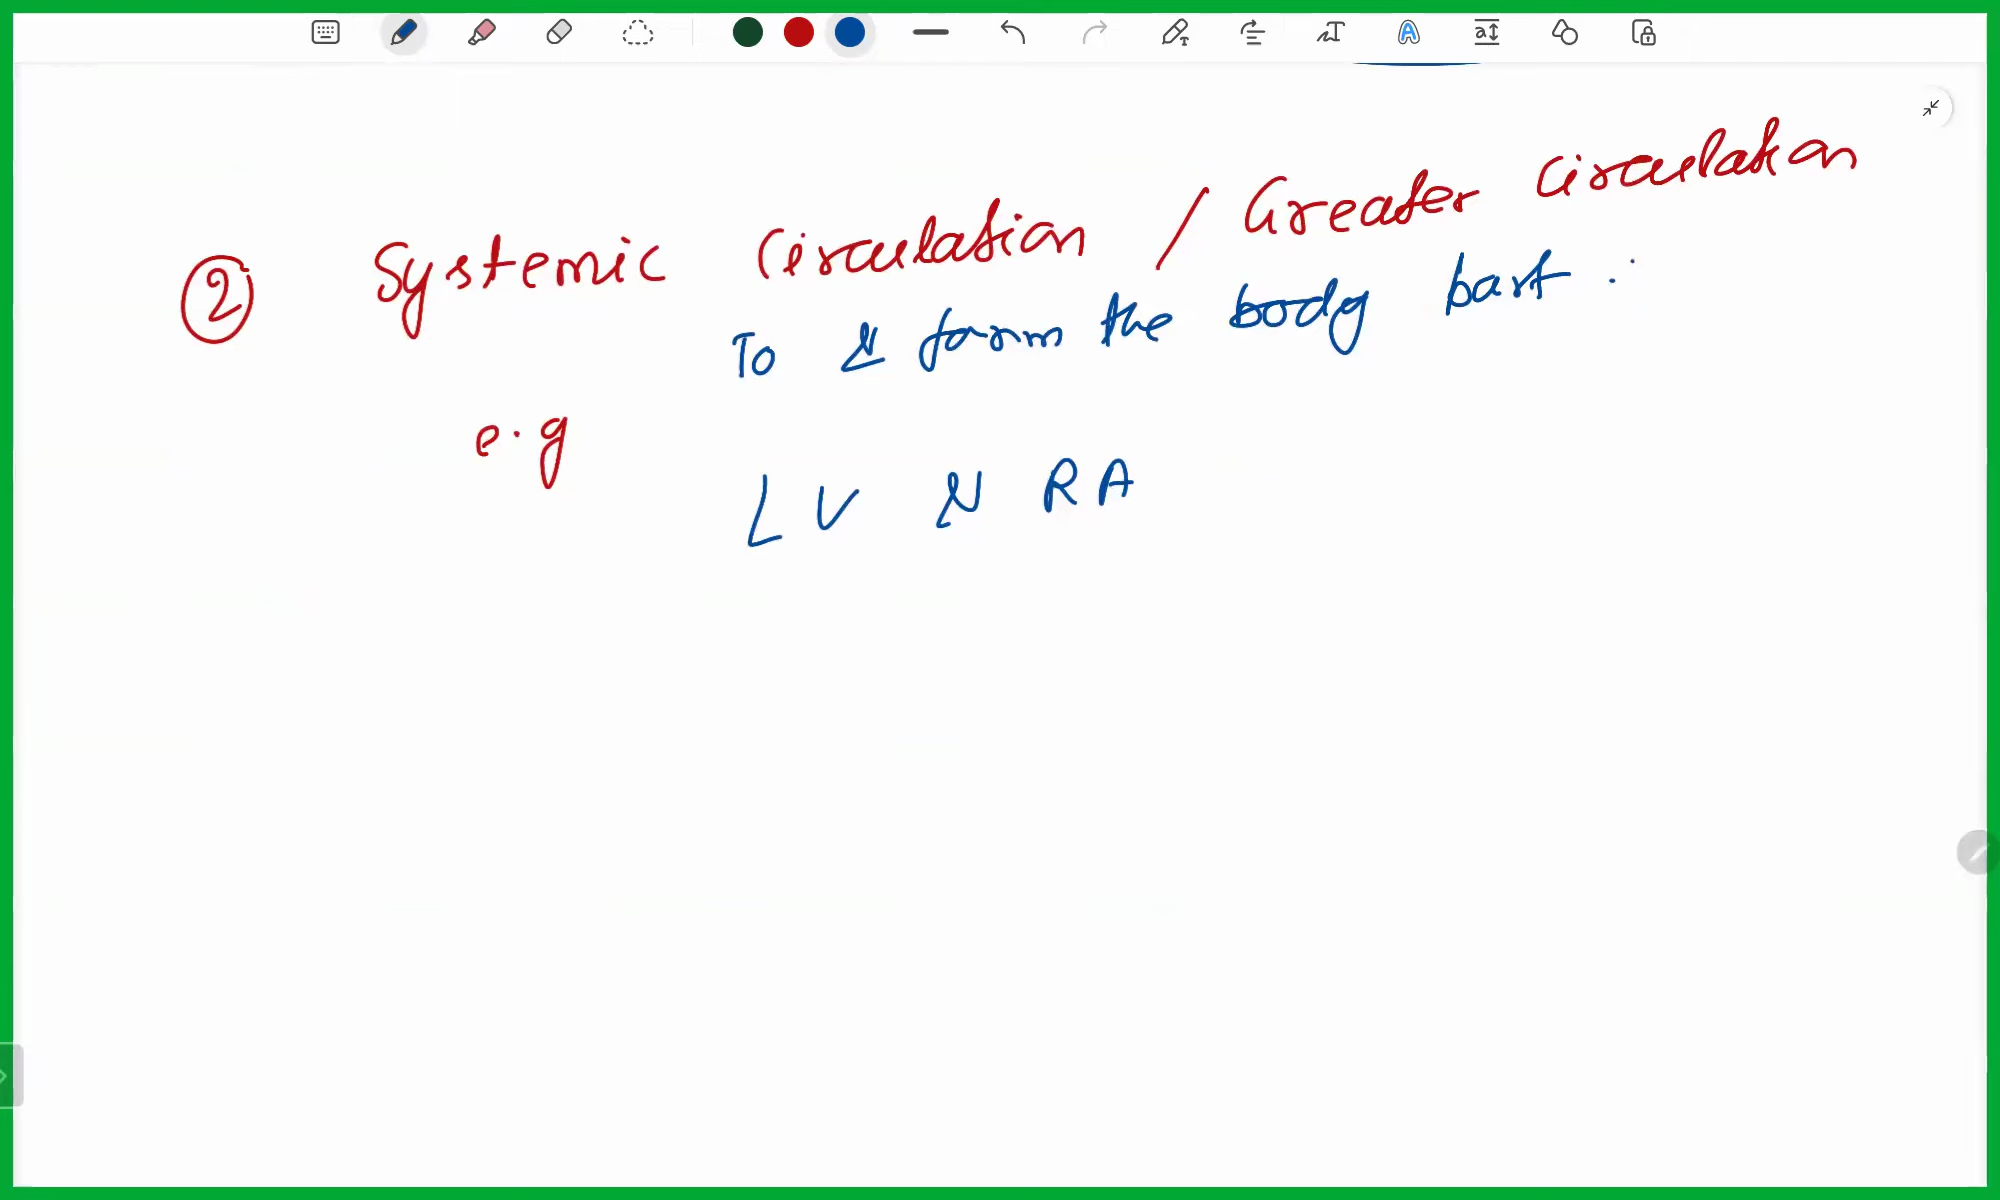 ② Systemic Circulation / Greater Circulation
To & from the body part :
e.g
LV & RA